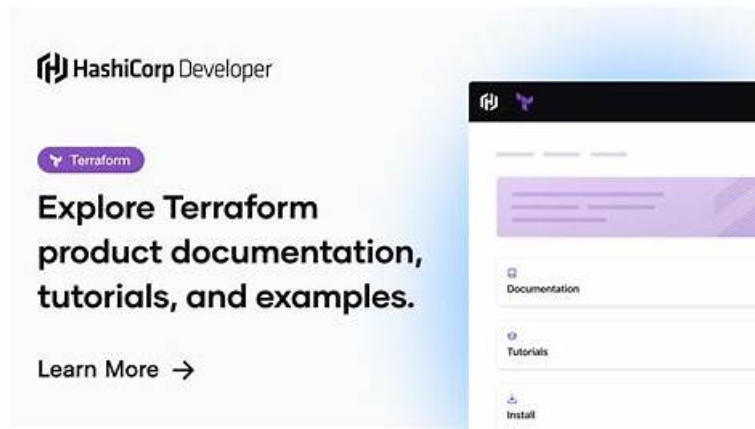 HashiCorp Developer
Terraform
Explore Terraform
product documentation,
tutorials, and examples.
Learn More →
Documentation
Tutorials
Install